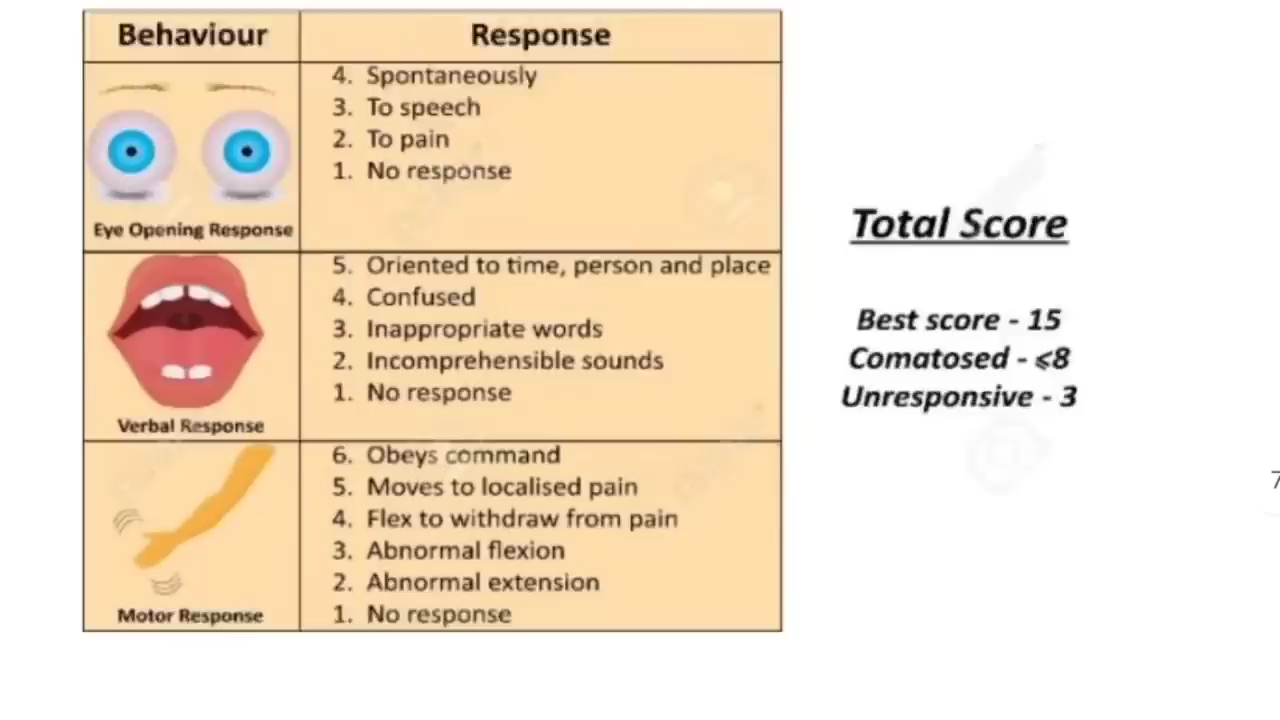 Behaviour
Response
4. Spontaneously
3. To speech
2. To pain
1. No response
Eye Opening Response
5. Oriented to time, person and place
4. Confused
3. Inappropriate words
2. Incomprehensible sounds
1. No response
Verbal Response
6. Obeys command
5. Moves to localised pain
4. Flex to withdraw from pain
3. Abnormal flexion
2. Abnormal extension
1. No response
Motor Response
Total Score
Best score - 15
Comatosed - ⩽8
Unresponsive - 3
7